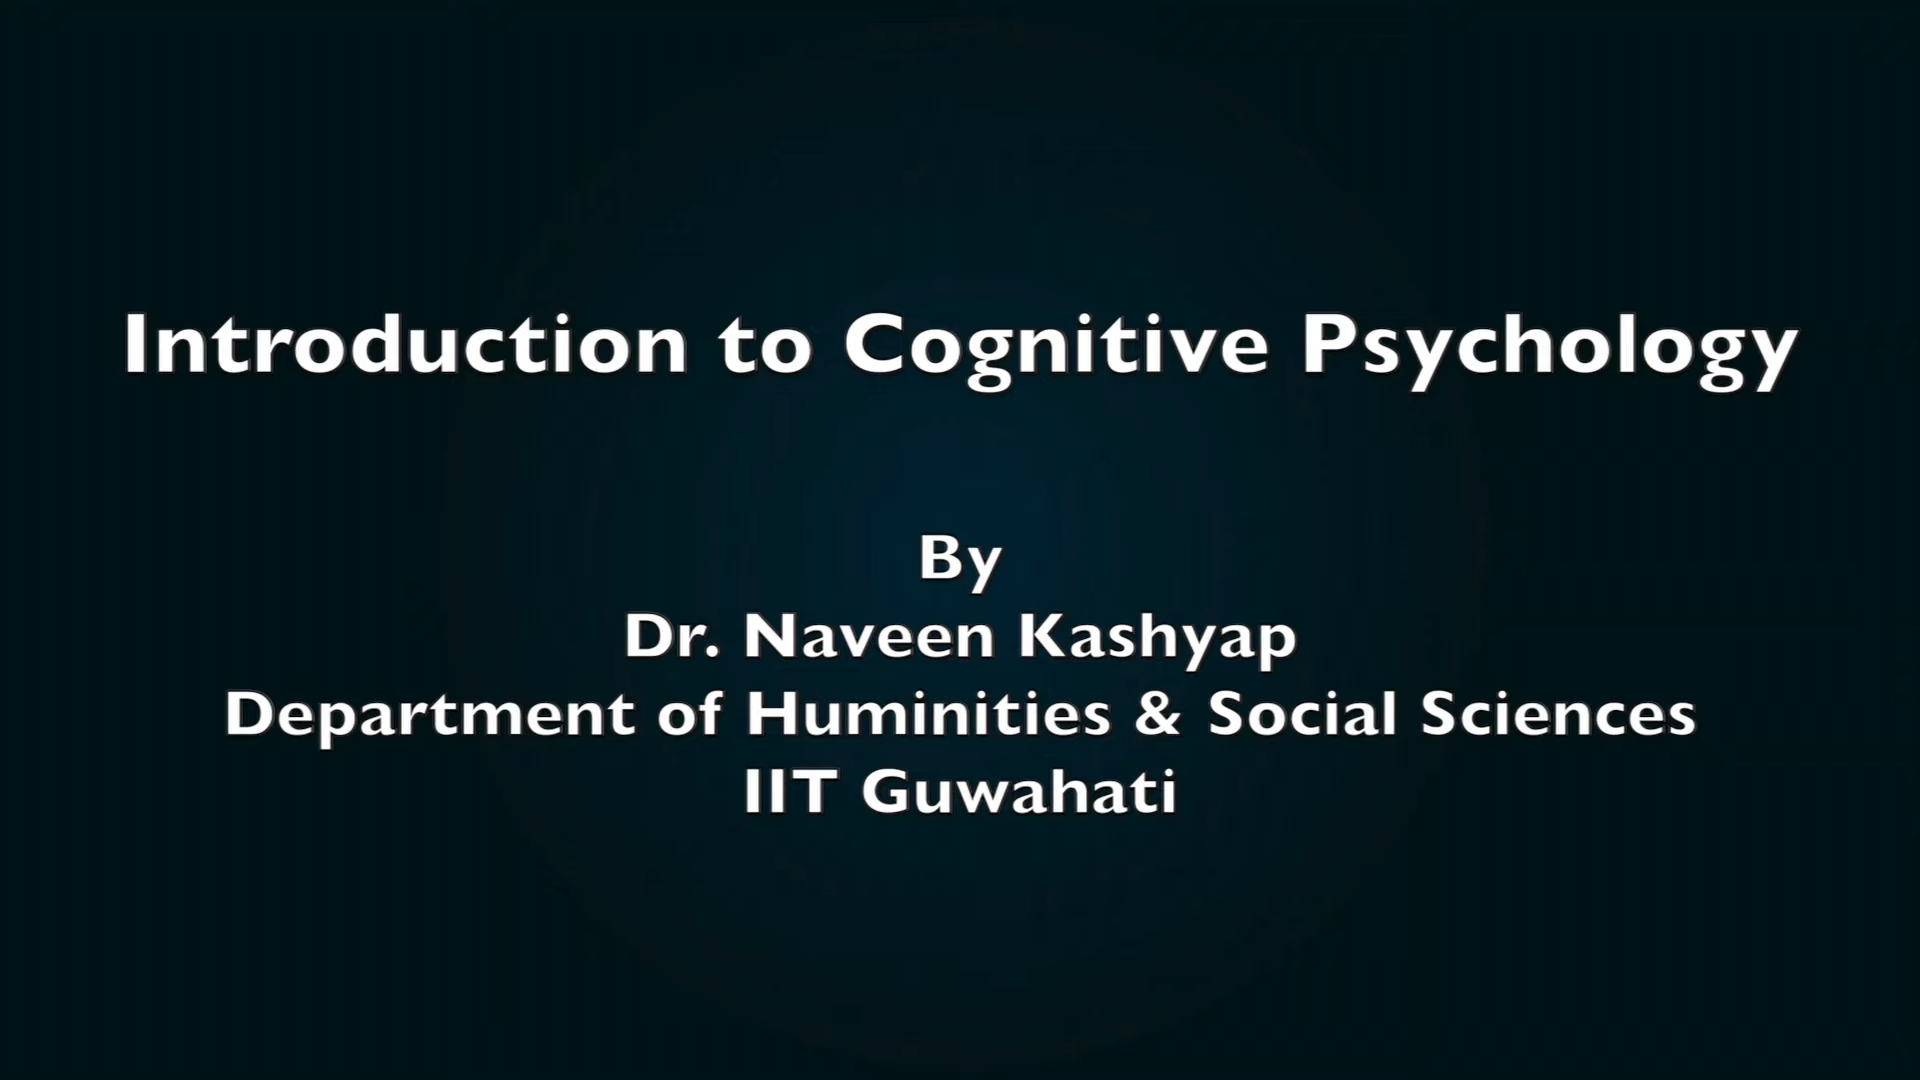 Introduction to Cognitive Psychology
By
Dr. Naveen Kashyap
Department of Huminities & Social Sciences
IIT Guwahati